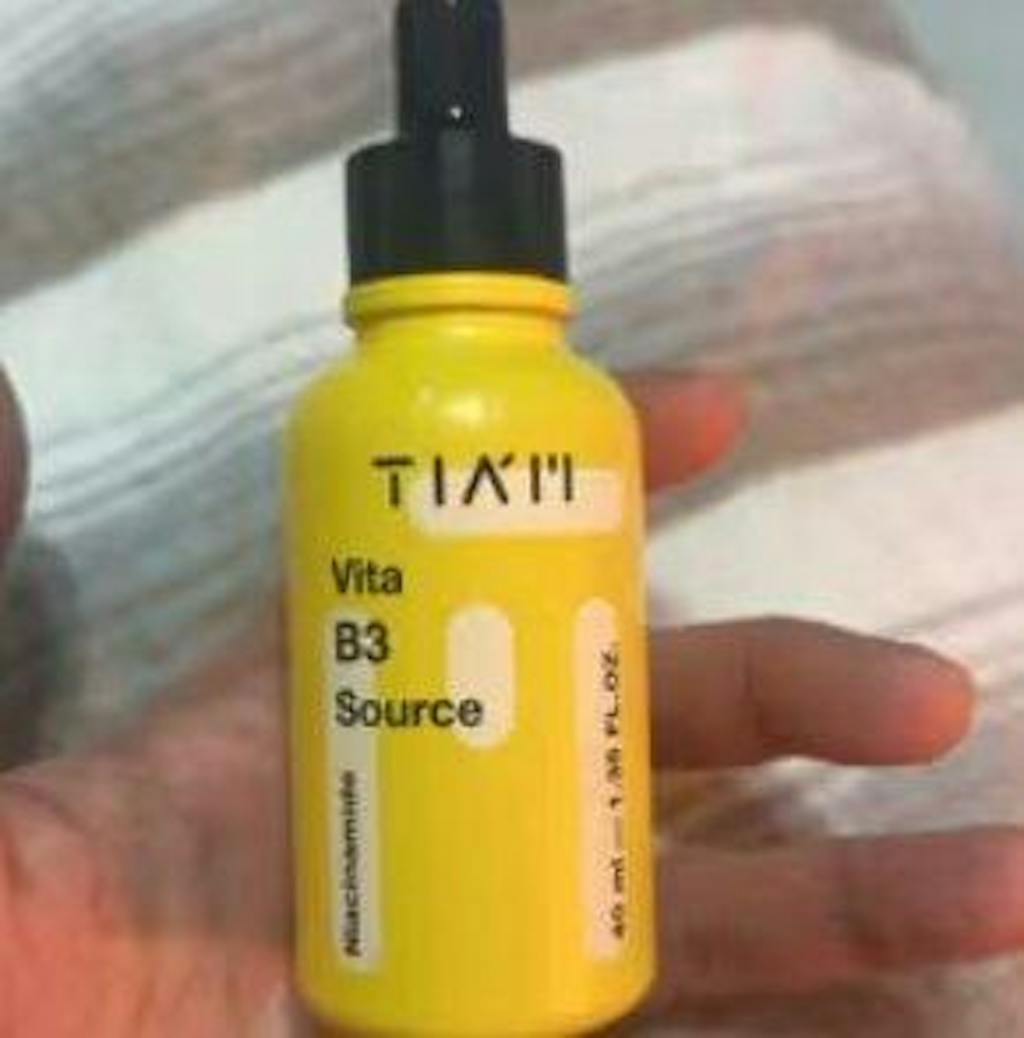 TIA'M
Vita
B3
Source
Niacinamide
40 ml — 1.35 FL.OZ.